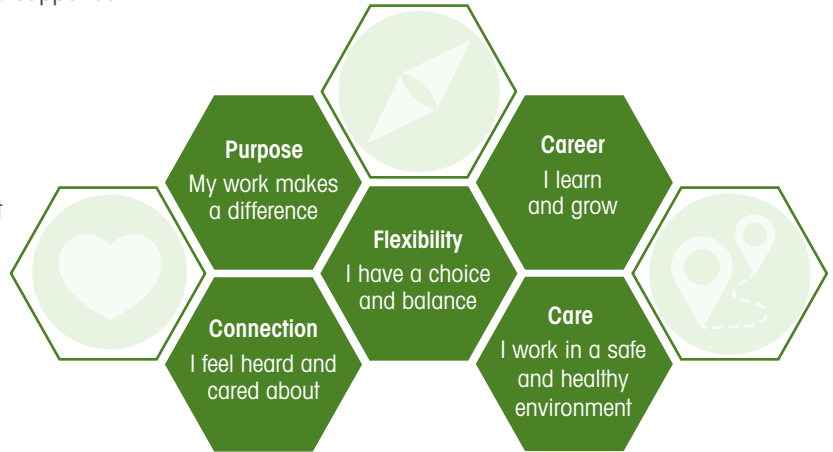 Purpose
My work makes
a difference
Career
I learn
and grow
Flexibility
I have a choice
and balance
Connection
I feel heard and
cared about
Care
I work in a safe
and healthy
environment